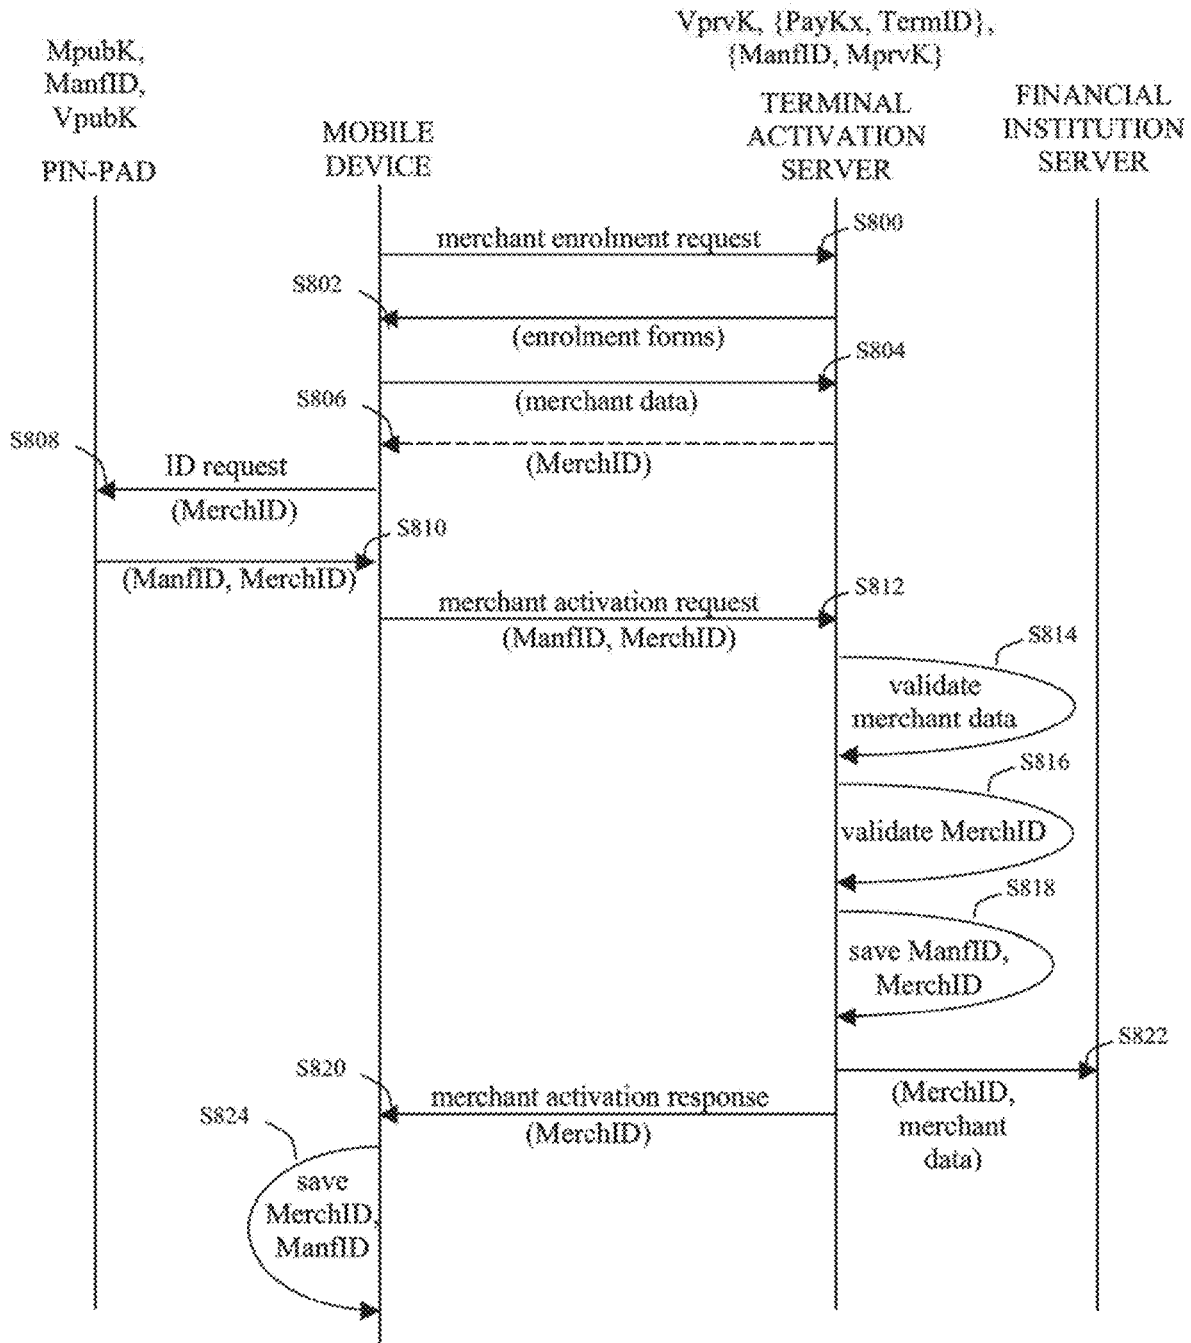 VprvK, {PayKx, TermID},
{ManfID, MprvK}
MpubK,
ManfID,
VpubK
PIN-PAD
MOBILE
DEVICE
TERMINAL
ACTIVATION
SERVER
FINANCIAL
INSTITUTION
SERVER
merchant enrolment request
S800
S802
(enrolment forms)
S804
(merchant data)
S806
(MerchID)
S808
ID request
(MerchID)
S810
(ManfID, MerchID)
merchant activation request
S812
(ManfID, MerchID)
S814
validate
merchant data
S816
validate MerchID
S818
save ManfID,
MerchID
S822
(MerchID,
merchant
data)
S820
merchant activation response
(MerchID)
S824
save
MerchID,
ManfID